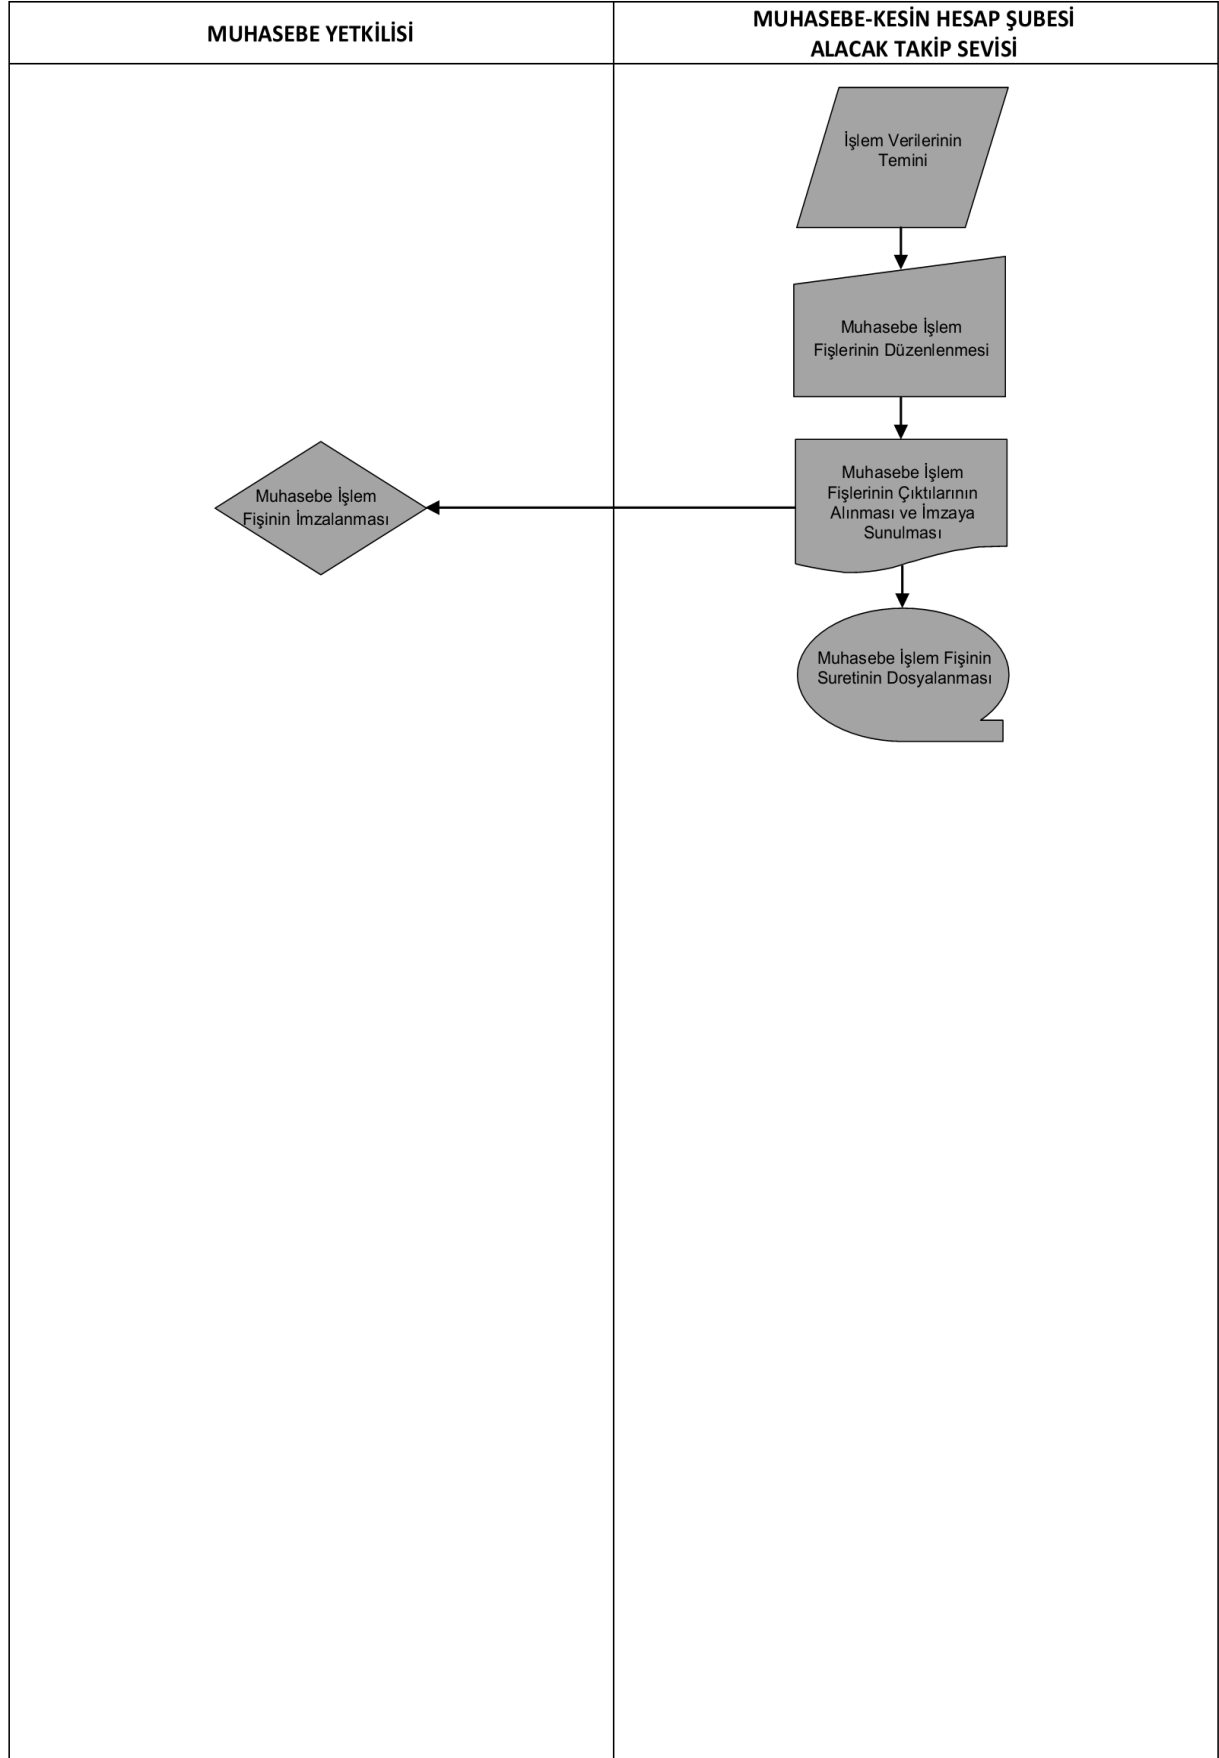 MUHASEBE YETKİLİSİ
MUHASEBE-KESİN HESAP ŞUBESİ
ALACAK TAKİP SEVİSİ
İşlem Verilerinin
Temini
Muhasebe İşlem
Fişlerinin Düzenlenmesi
Muhasebe İşlem
Fişinin İmzalanması
Muhasebe İşlem
Fişlerinin Çıktılarının
Alınması ve İmzaya
Sunulması
Muhasebe İşlem Fişinin
Suretinin Dosyalanması